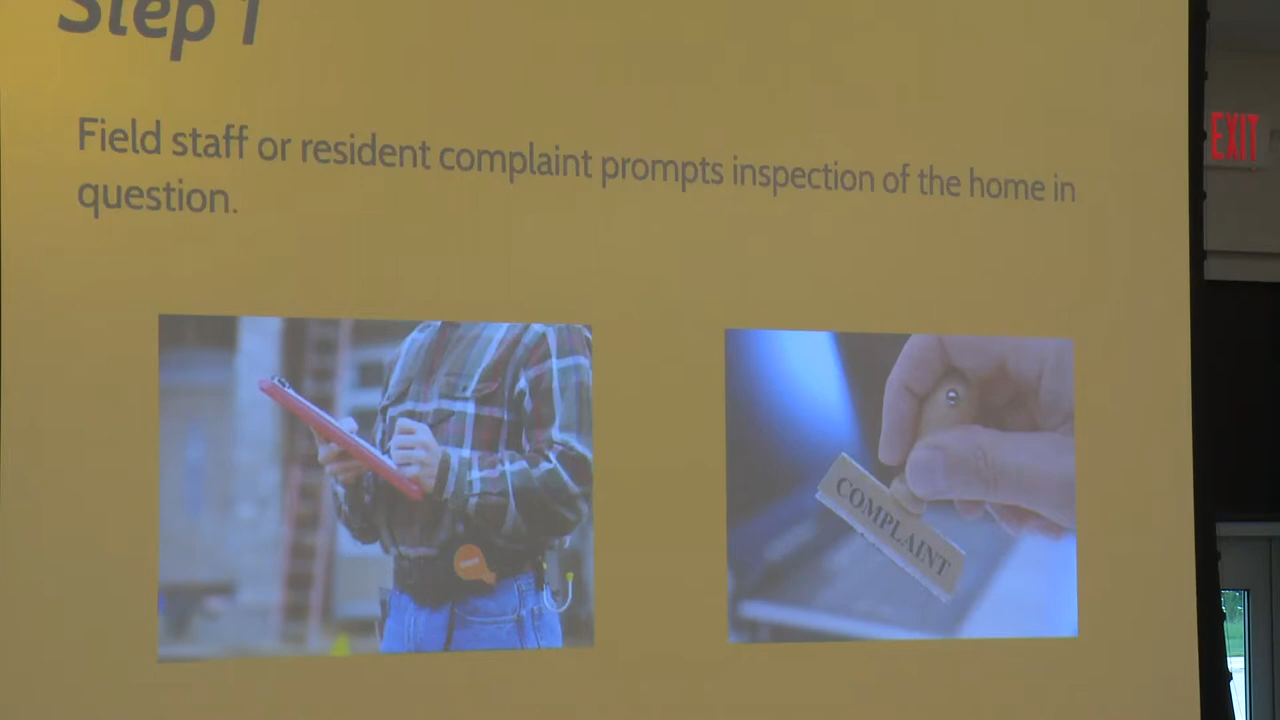 Step 1
Field staff or resident complaint prompts inspection of the home in
question.
COMPLAINT
EXIT